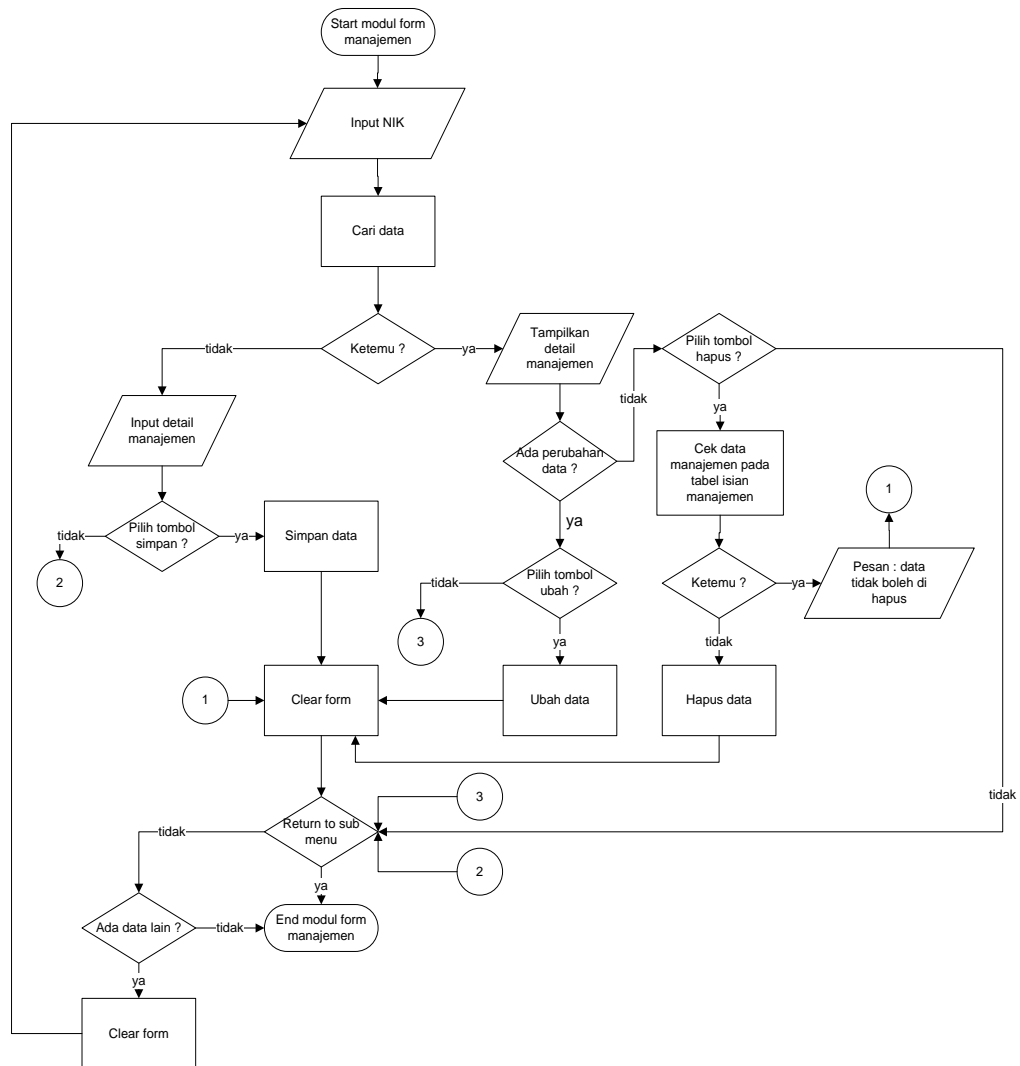 Start modul form
manajemen
Input NIK
Cari data
Ketemu ?
tidak
ya
Tampilkan
detail
manajemen
Pilih tombol
hapus ?
tidak
ya
Input detail
manajemen
Ada perubahan
data ?
Cek data
manajemen pada
tabel isian
manajemen
1
ya
Pilih tombol
simpan ?
tidak
ya
Simpan data
2
Pilih tombol
ubah ?
tidak
3
ya
Ketemu ?
ya
Pesan : data
tidak boleh di
hapus
tidak
1
Clear form
Ubah data
Hapus data
3
tidak
Return to sub
menu
tidak
2
ya
Ada data lain ?
tidak
End modul form
manajemen
ya
Clear form